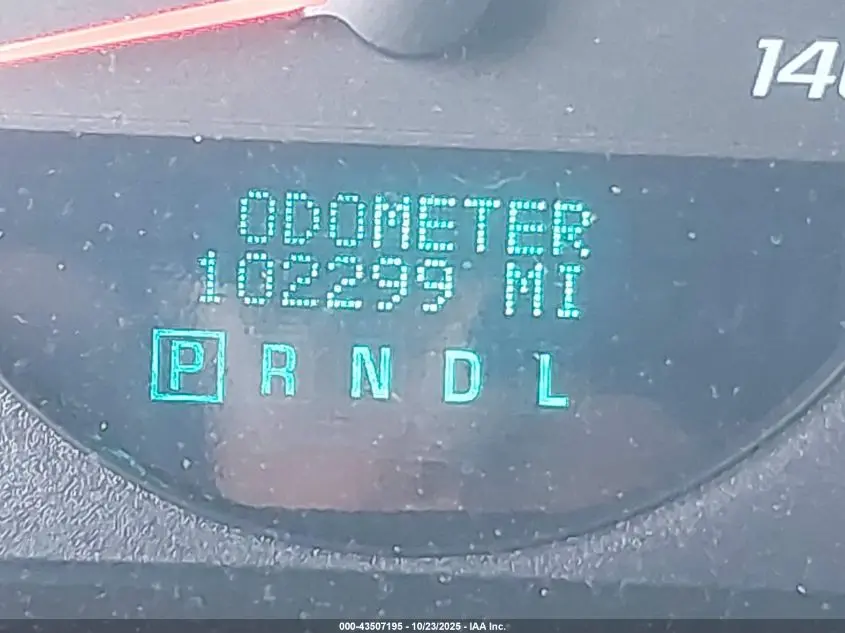 140
ODOMETER
102299 MI
P R N D L
000-43507195 - 10/23/2025 - IAA Inc.